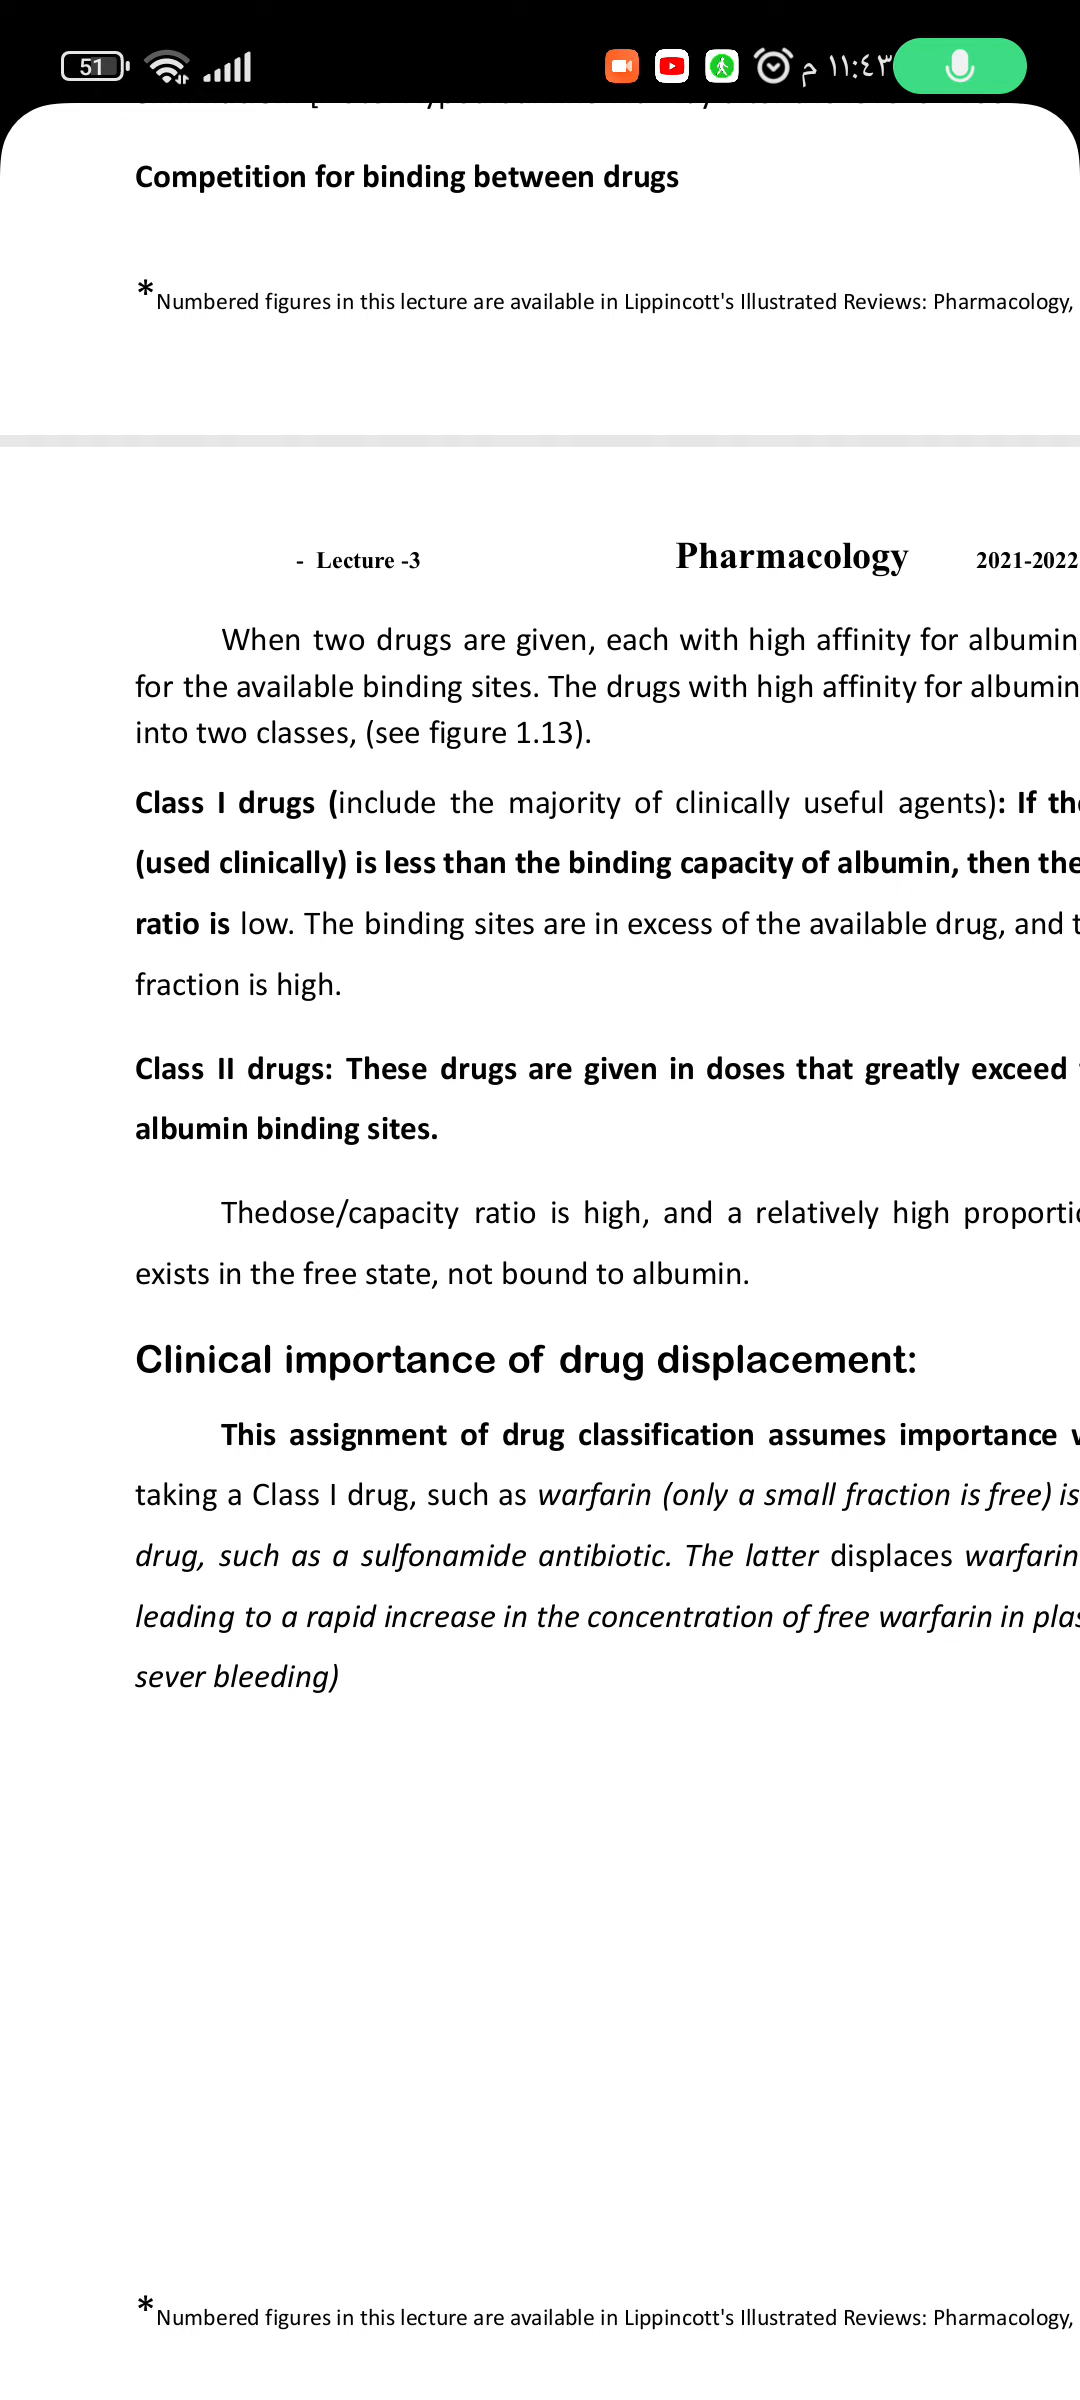 51
م ١١:٤٣
Competition for binding between drugs
*Numbered figures in this lecture are available in Lippincott's Illustrated Reviews: Pharmacology,
- Lecture -3 Pharmacology 2021-2022
When two drugs are given, each with high affinity for albumin
for the available binding sites. The drugs with high affinity for albumin
into two classes, (see figure 1.13).
Class I drugs (include the majority of clinically useful agents): If
(used clinically) is less than the binding capacity of albumin, then the
ratio is low. The binding sites are in excess of the available drug, and
fraction is high.
Class II drugs: These drugs are given in doses that greatly exceed
albumin binding sites.
Thedose/capacity ratio is high, and a relatively high
exists in the free state, not bound to albumin.
Clinical importance of drug displacement:
This assignment of drug classification assumes importance
taking a Class I drug, such as warfarin (only a small fraction is free) is
drug, such as a sulfonamide antibiotic. The latter displaces warfarin
leading to a rapid increase in the concentration of free warfarin in
sever bleeding)
*Numbered figures in this lecture are available in Lippincott's Illustrated Reviews: Pharmacology,